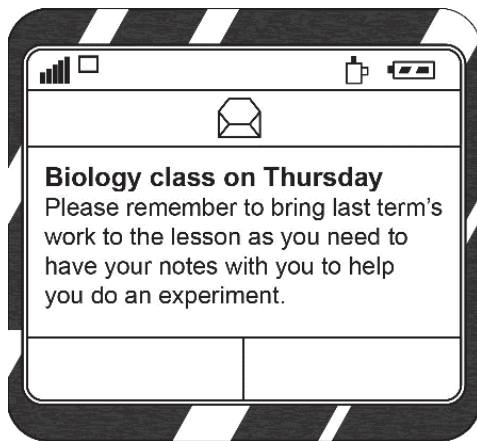 Biology class on Thursday
Please remember to bring last term’s
work to the lesson as you need to
have your notes with you to help
you do an experiment.